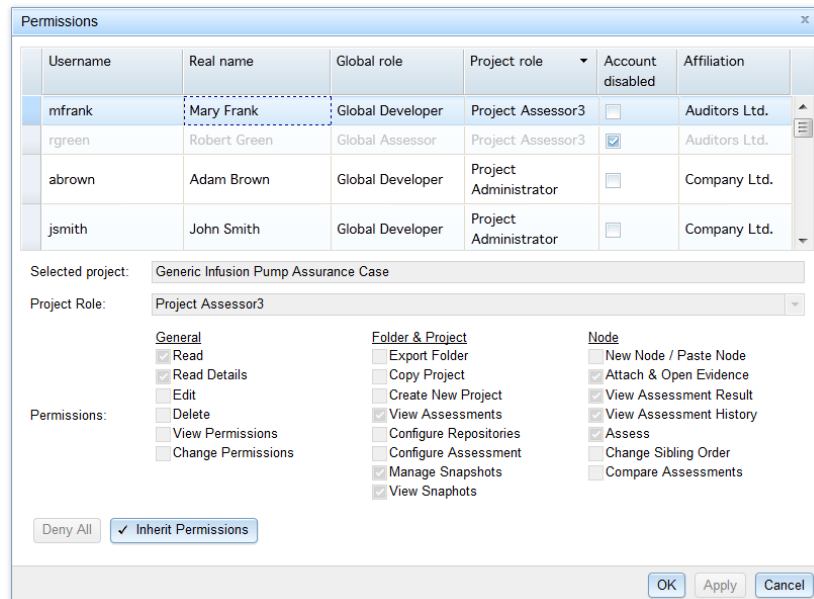 Permissions x
Username Real name Global role Project role Account disabled Affiliation
mfrank Mary Frank Global Developer Project Assessor3 Auditors Ltd.
rgreen Robert Green Global Assessor Project Assessor3 Auditors Ltd.
abrown Adam Brown Global Developer Project Administrator Company Ltd.
jsmith John Smith Global Developer Project Administrator Company Ltd.
Selected project: Generic Infusion Pump Assurance Case
Project Role: Project Assessor3
Permissions:
General
Read
Read Details
Edit
Delete
View Permissions
Change Permissions
Folder & Project
Export Folder
Copy Project
Create New Project
View Assessments
Configure Repositories
Configure Assessment
Manage Snapshots
View Snaphots
Node
New Node / Paste Node
Attach & Open Evidence
View Assessment Result
View Assessment History
Assess
Change Sibling Order
Compare Assessments
Deny All ✓ Inherit Permissions
OK Apply Cancel